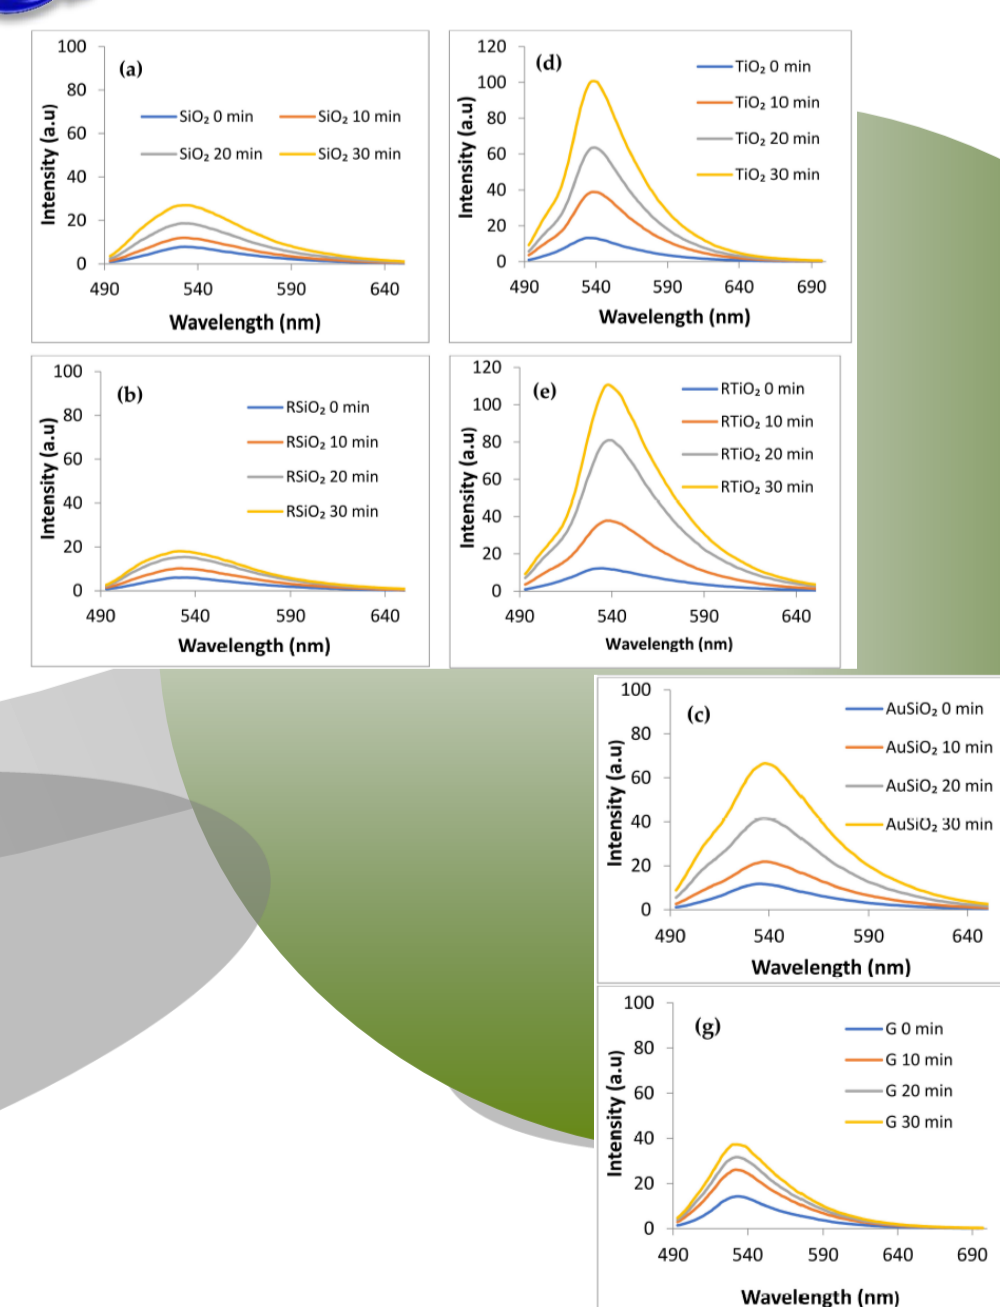 (a)
100
80
60
40
20
0
Intensity (a.u)
SiO₂ 0 min
SiO₂ 10 min
SiO₂ 20 min
SiO₂ 30 min
490 540 590 640
Wavelength (nm)
(d)
120
100
80
60
40
20
0
Intensity (a.u)
TiO₂ 0 min
TiO₂ 10 min
TiO₂ 20 min
TiO₂ 30 min
490 540 590 640 690
Wavelength (nm)
(b)
100
80
60
40
20
0
Intensity (a.u)
RSiO₂ 0 min
RSiO₂ 10 min
RSiO₂ 20 min
RSiO₂ 30 min
490 540 590 640
Wavelength (nm)
(e)
120
100
80
60
40
20
0
Intensity (a.u)
RTiO₂ 0 min
RTiO₂ 10 min
RTiO₂ 20 min
RTiO₂ 30 min
490 540 590 640
Wavelength (nm)
(c)
100
80
60
40
20
0
Intensity (a.u)
AuSiO₂ 0 min
AuSiO₂ 10 min
AuSiO₂ 20 min
AuSiO₂ 30 min
490 540 590 640
Wavelength (nm)
(g)
100
80
60
40
20
0
Intensity (a.u)
G 0 min
G 10 min
G 20 min
G 30 min
490 540 590 640 690
Wavelength (nm)